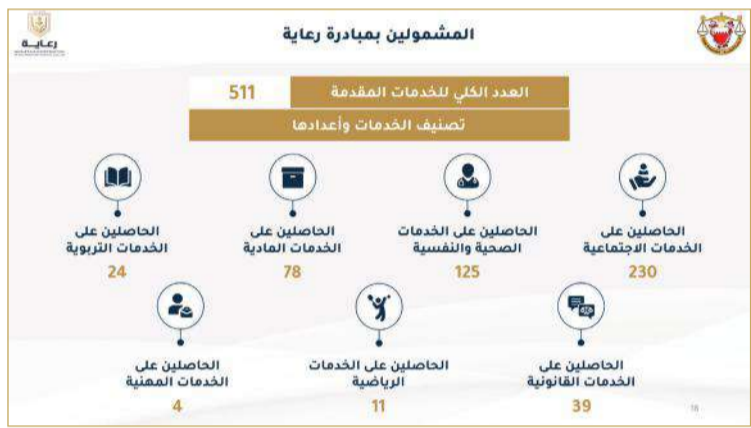 المشمولين بمبادرة رعاية
رعايــة
العدد الكلي للخدمات المقدمة
511
تصنيف الخدمات وأعدادها
الحاصلين على
الخدمات الاجتماعية
230
الحاصلين على الخدمات
الصحية والنفسية
125
الحاصلين على
الخدمات المادية
78
الحاصلين على
الخدمات التربوية
24
الحاصلين على
الخدمات القانونية
39
الحاصلين على الخدمات
الرياضية
11
الحاصلين على
الخدمات المهنية
4